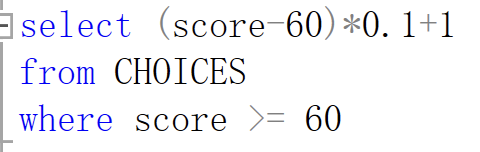 select (score-60)*0.1+1
from CHOICES
where score >= 60